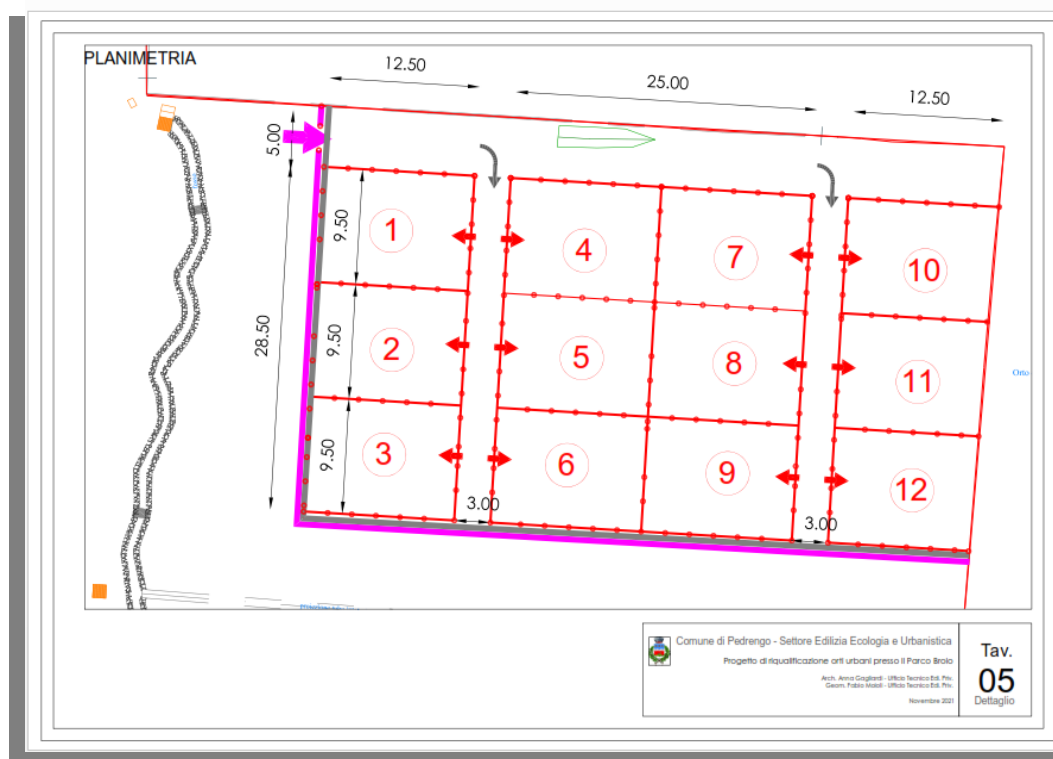 PLANIMETRIA
12.50
25.00
12.50
5.00
28.50
9.50
9.50
9.50
1
2
3
4
5
6
7
8
9
10
11
12
Orto
3.00
3.00
Comune di Pedrengo - Settore Edilizia Ecologia e Urbanistica
Progetto di riqualificazione orti urbani presso il Parco Brolo
Arch. Anna Gagliardi - Ufficio Tecnico Edi. Priv.
Geom. Fabio Maioli - Ufficio Tecnico Edi. Priv.
Novembre 2021
Tav.
05
Dettaglio